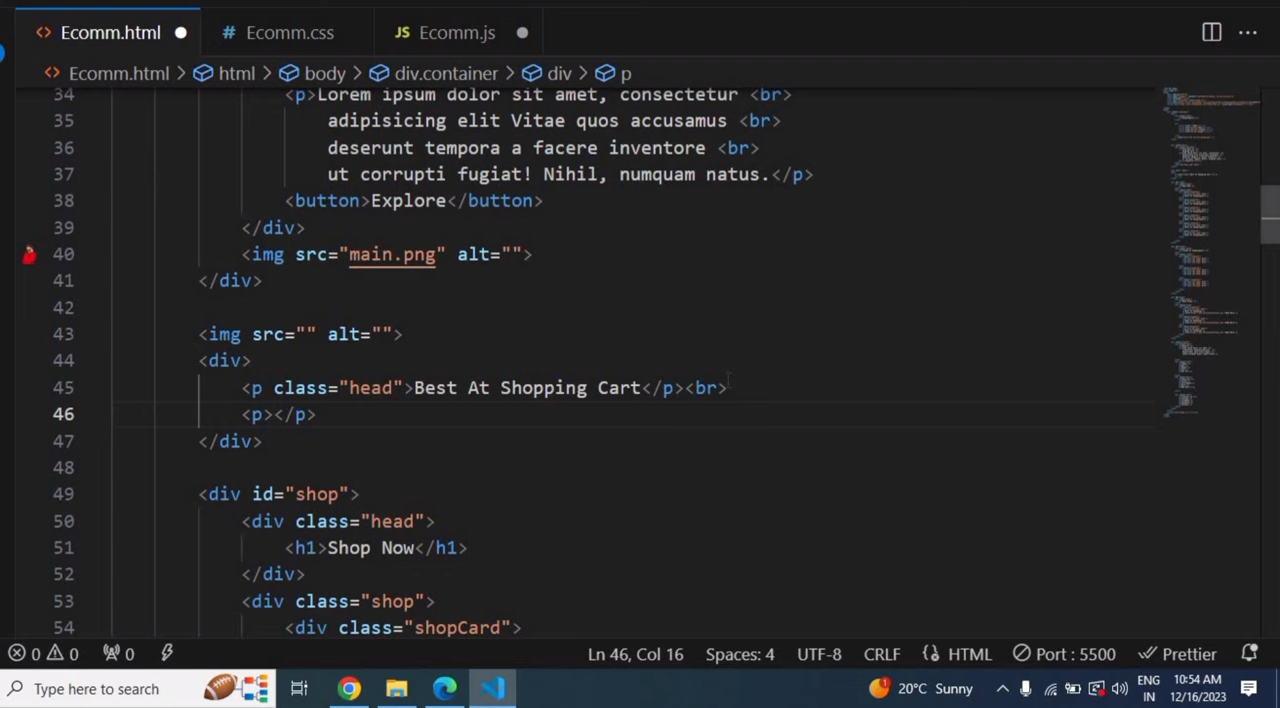 Ecomm.html
Ecomm.css
JS Ecomm.js
Ecomm.html > html > body > div.container > div > p
34 <p>Lorem ipsum dolor sit amet, consectetur <br>
35 adipisicing elit Vitae quos accusamus <br>
36 deserunt tempora a facere inventore <br>
37 ut corrupti fugiat! Nihil, numquam natus.</p>
38 <button>Explore</button>
39 </div>
40 <img src="main.png" alt="">
41 </div>
42
43 <img src="" alt="">
44 <div>
45 <p class="head">Best At Shopping Cart</p><br>
46 <p></p>
47 </div>
48
49 <div id="shop">
50 <div class="head">
51 <h1>Shop Now</h1>
52 </div>
53 <div class="shop">
54 <div class="shopCard">
0 0 0 Ln 46, Col 16 Spaces: 4 UTF-8 CRLF HTML Port : 5500 Prettier
Type here to search
20°C Sunny
ENG
IN
10:54 AM
12/16/2023